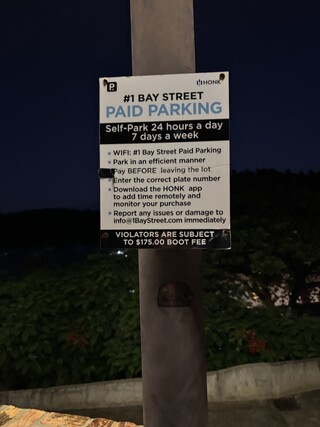 P HONK
#1 BAY STREET
PAID PARKING
Self-Park 24 hours a day
7 days a week
• WIFI: #1 Bay Street Paid Parking
• Park in an efficient manner
Pay BEFORE leaving the lot
Enter the correct plate number
• Download the HONK app
to add time remotely and
monitor your purchase
• Report any issues or damage to
info@1BayStreet.com immediately
VIOLATORS ARE SUBJECT
TO $175.00 BOOT FEE